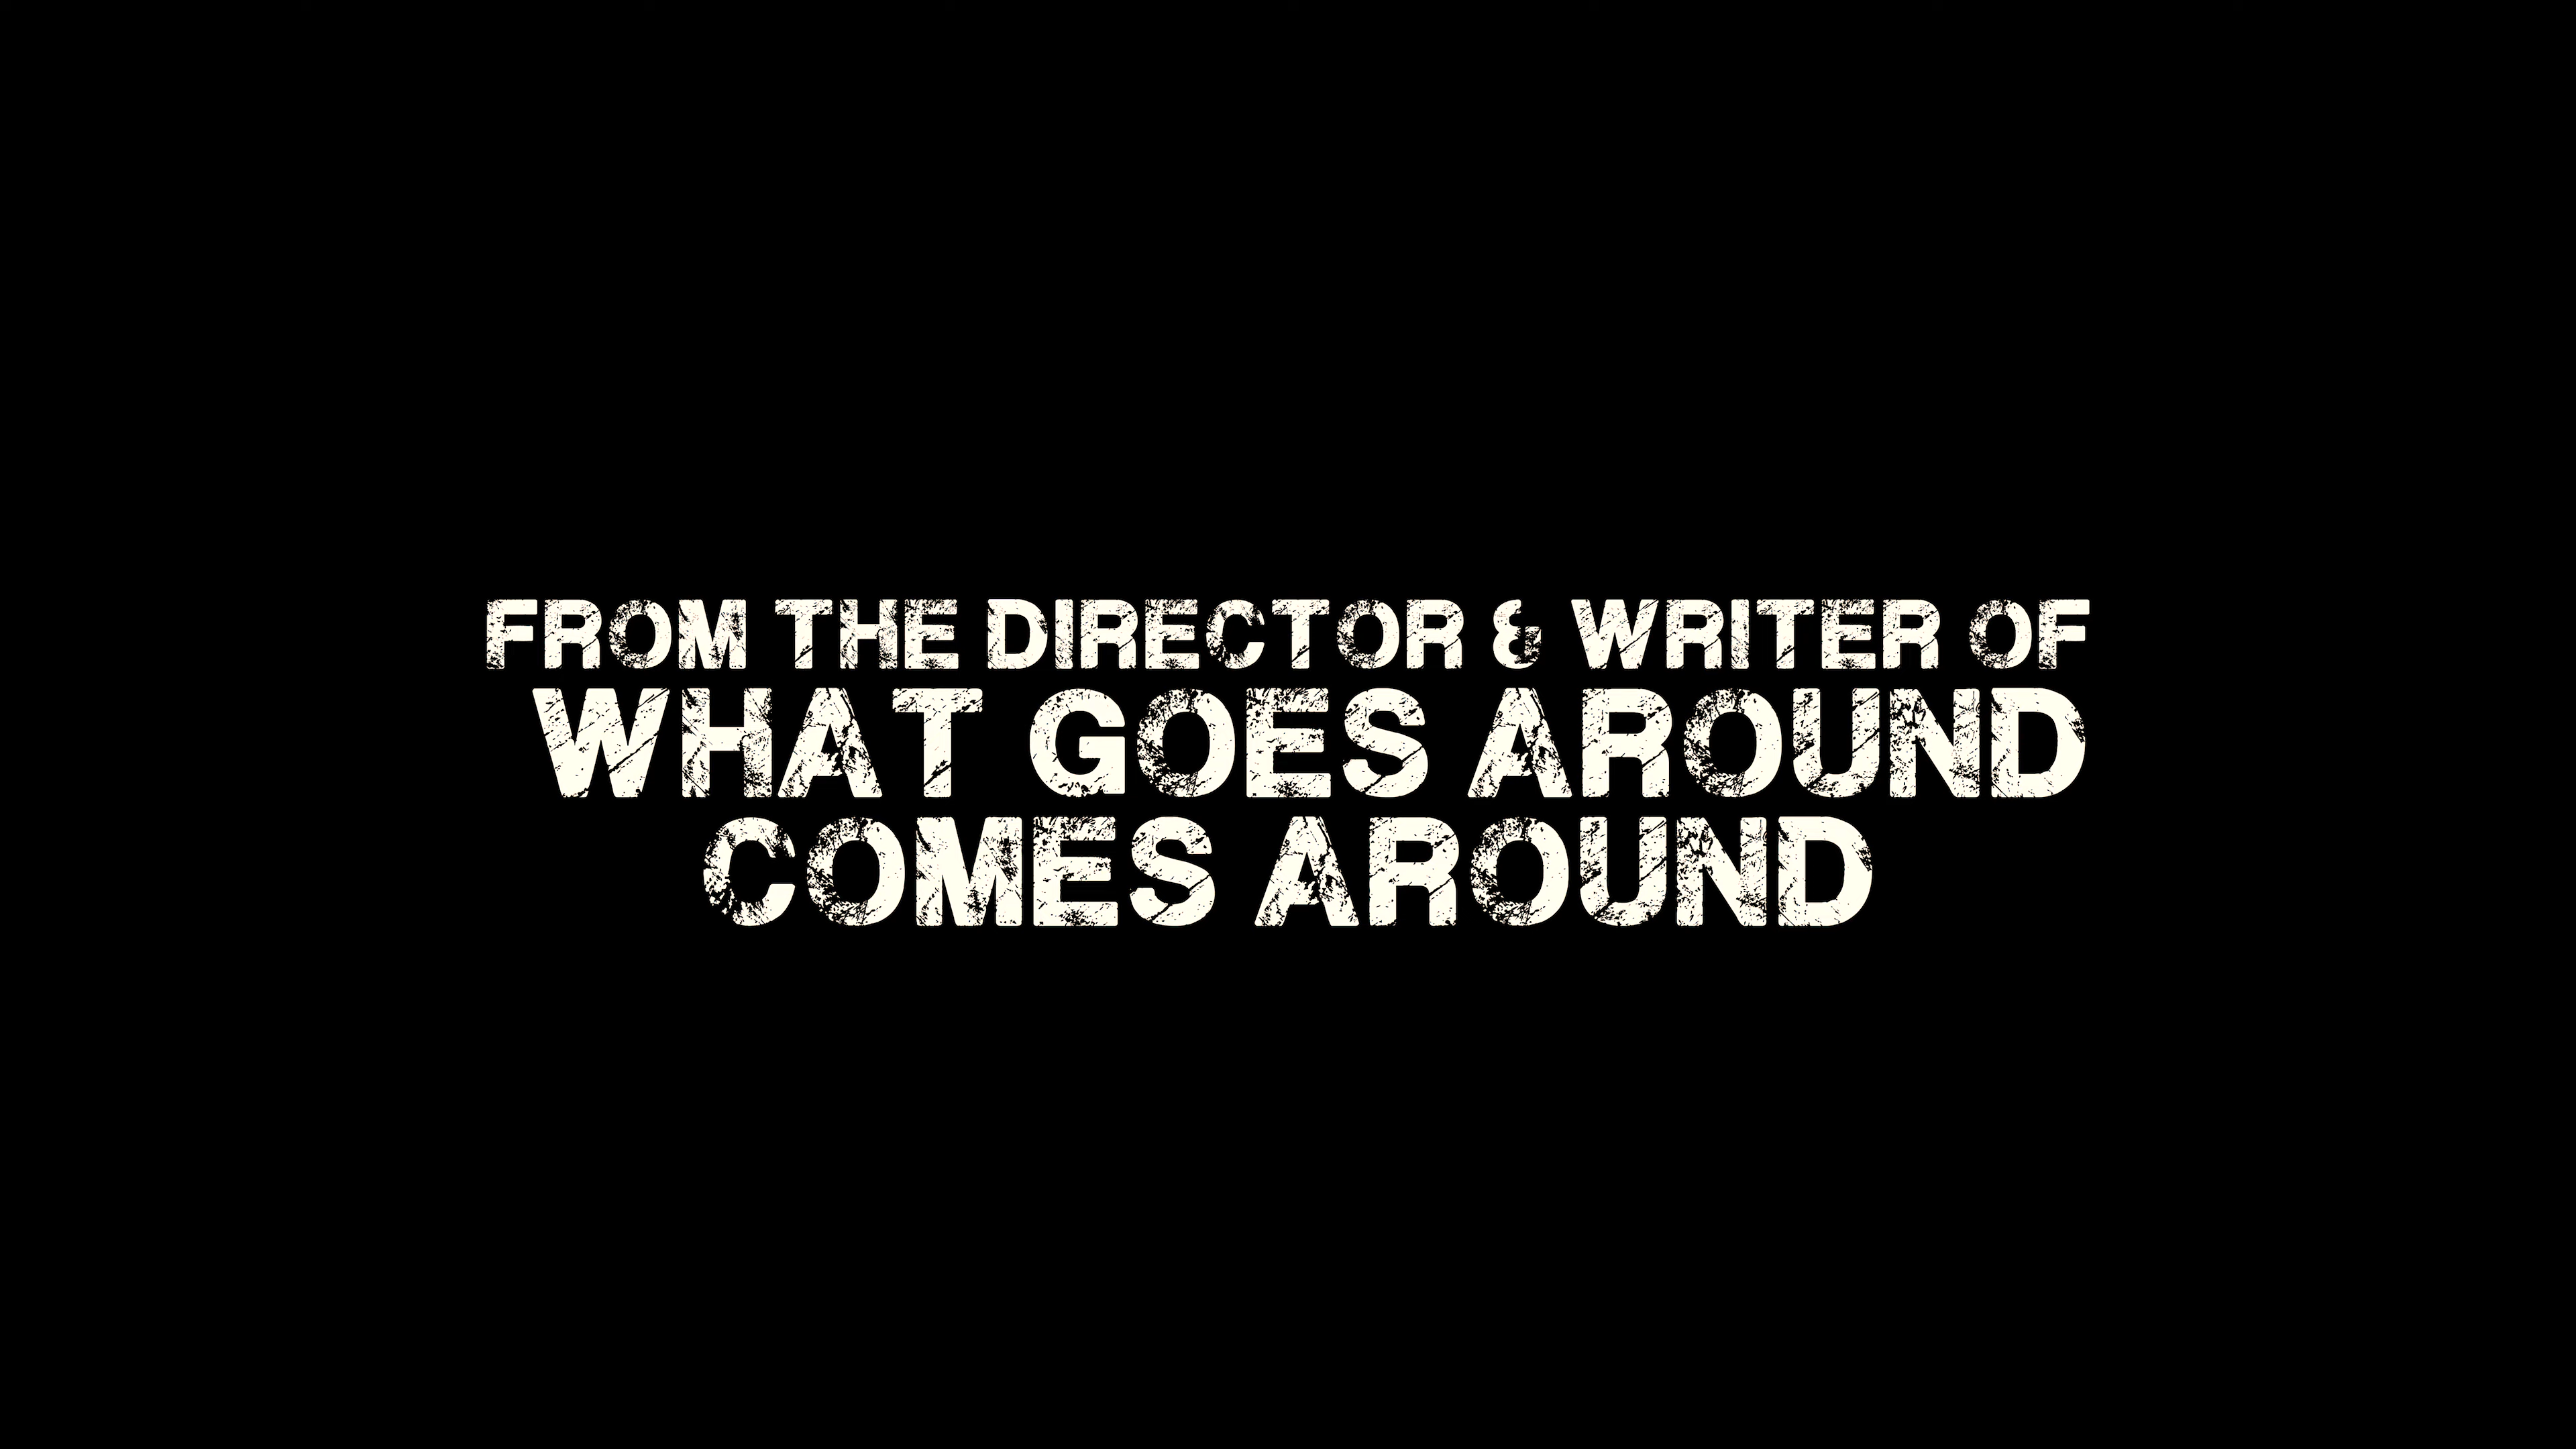 FROM THE DIRECTOR & WRITER OF
WHAT GOES AROUND
COMES AROUND